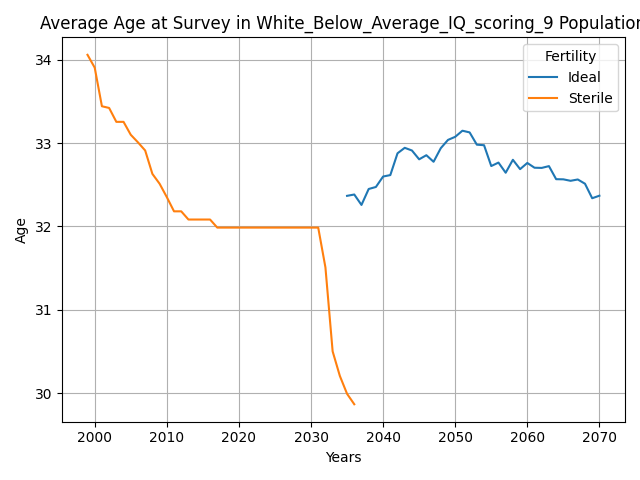 Average Age at Survey in White_Below_Average_IQ_scoring_9 Population
Fertility
Ideal
Sterile
Age
34
33
32
31
30
2000 2010 2020 2030 2040 2050 2060 2070
Years